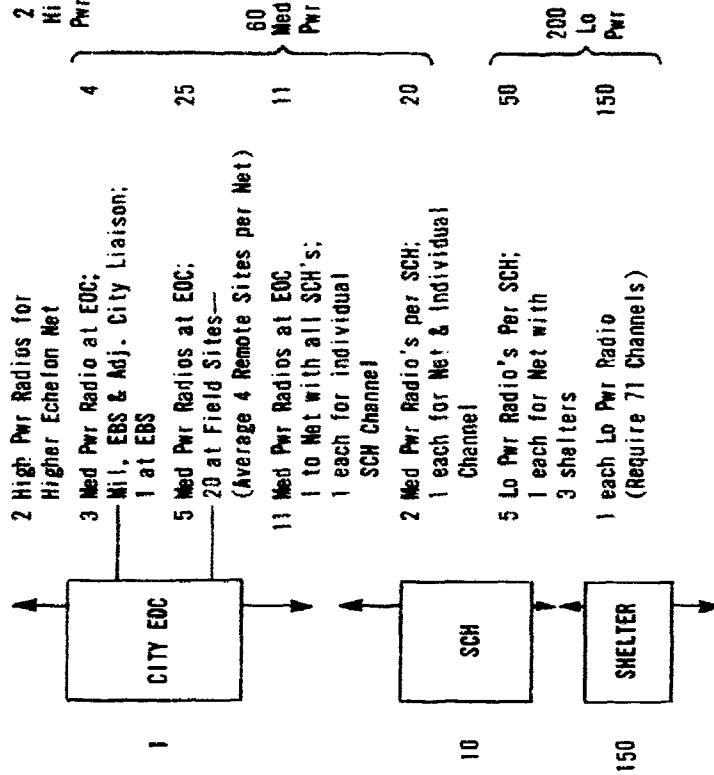 2 High Pwr Radios for
Higher Echelon Net
2
Hi
Pwr
1
CITY EOC
3 Med Pwr Radio at EOC;
Mil, EBS & Adj. City Liaison;
1 at EBS
4
5 Med Pwr Radios at EOC;
20 at Field Sites—
(Average 4 Remote Sites per Net)
25
11 Med Pwr Radios at EOC
1 to Net with all SCH's;
1 each for individual
SCH Channel
11
60
Med
Pwr
10
SCH
2 Med Pwr Radio's per SCH;
1 each for Net & Individual
Channel
20
5 Lo Pwr Radio's Per SCH;
1 each for Net with
3 shelters
50
150
SHELTER
1 each Lo Pwr Radio
(Require 71 Channels)
150
200
Lo
Pwr